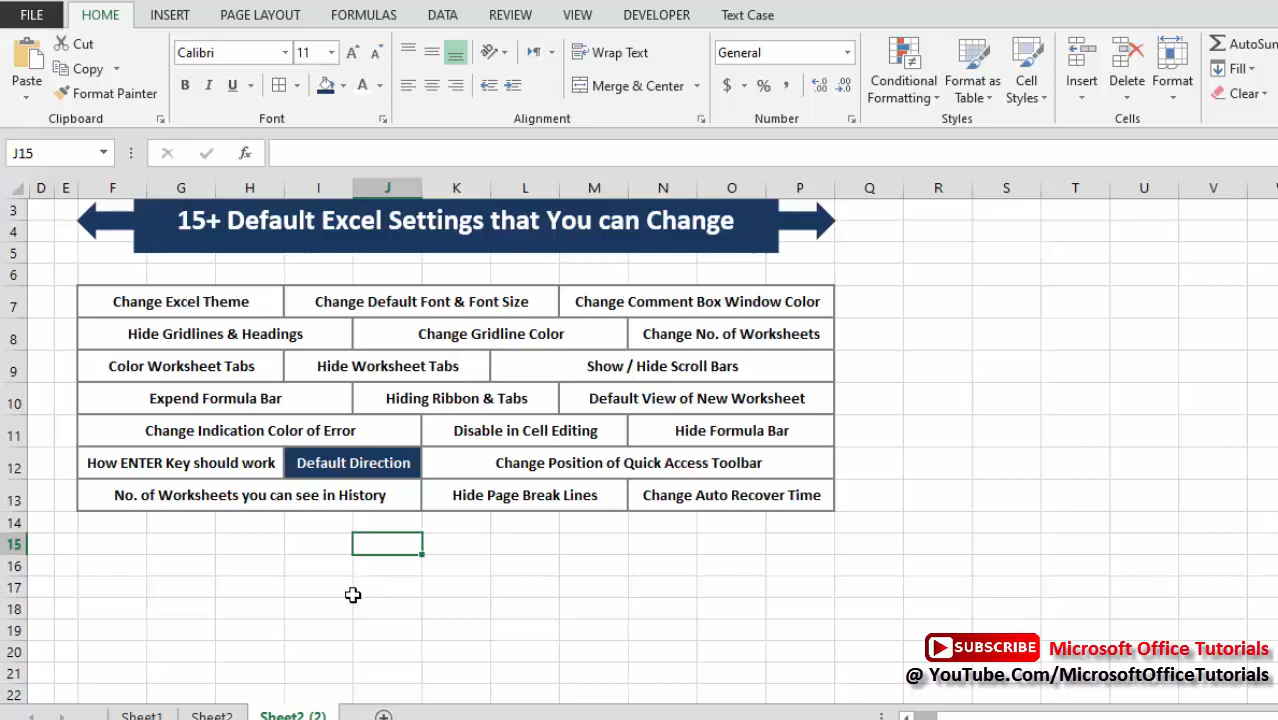 FILE HOME INSERT PAGE LAYOUT FORMULAS DATA REVIEW VIEW DEVELOPER Text Case
Cut
Copy
Format Painter
Paste
Clipboard
Calibri 11
B I U A
Font
Wrap Text
Merge & Center
Alignment
General
$ % ,
Number
Conditional Formatting
Format as Table
Cell Styles
Styles
Insert Delete Format
Cells
AutoSum
Fill
Clear
J15 fx
D E F G H I J K L M N O P Q R S T U V
3 15+ Default Excel Settings that You can Change
4
5
6
7 Change Excel Theme Change Default Font & Font Size Change Comment Box Window Color
8 Hide Gridlines & Headings Change Gridline Color Change No. of Worksheets
9 Color Worksheet Tabs Hide Worksheet Tabs Show / Hide Scroll Bars
10 Expend Formula Bar Hiding Ribbon & Tabs Default View of New Worksheet
11 Change Indication Color of Error Disable in Cell Editing Hide Formula Bar
12 How ENTER Key should work Default Direction Change Position of Quick Access Toolbar
13 No. of Worksheets you can see in History Hide Page Break Lines Change Auto Recover Time
14
15
16
17
18
19
20
21
22
SUBSCRIBE Microsoft Office Tutorials
@ YouTube.Com/MicrosoftOfficeTutorials
Sheet1 Sheet2 Sheet2 (2)